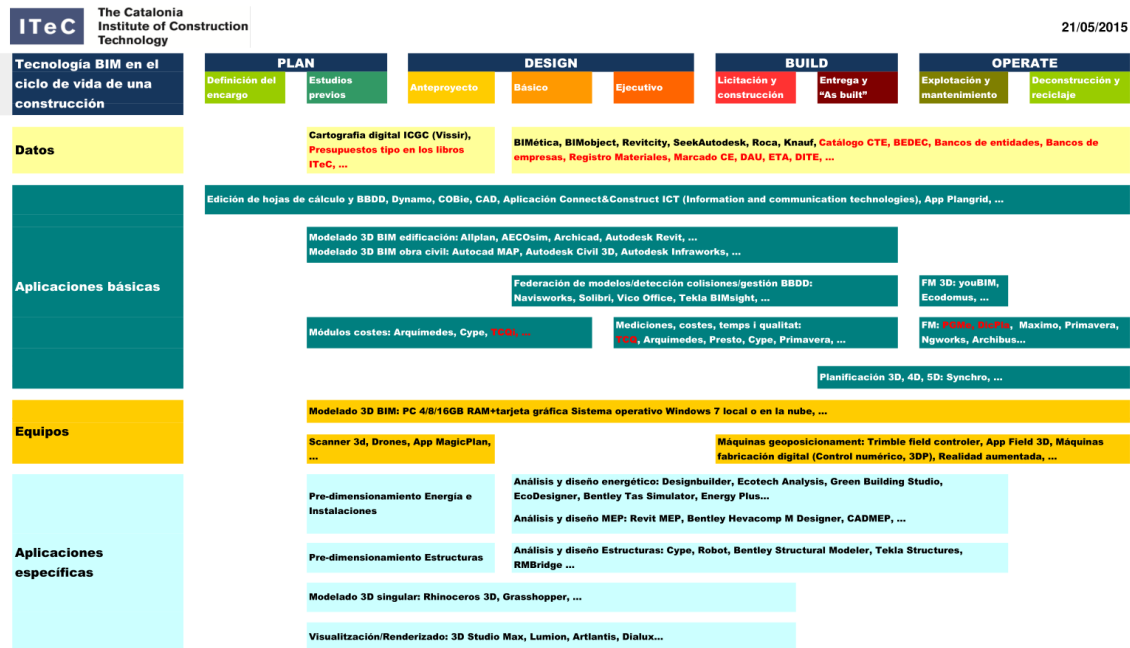 ITeC
The Catalonia
Institute of Construction
Technology
21/05/2015
Tecnología BIM en el
ciclo de vida de una
construcción
PLAN
DESIGN
BUILD
OPERATE
Definición del
encargo
Estudios
previos
Anteproyecto
Básico
Ejecutivo
Licitación y
construcción
Entrega y
“As built”
Explotación y
mantenimiento
Deconstrucción y
reciclaje
Datos
Cartografia digital ICGC (Vissir),
Presupuestos tipo en los libros
ITeC, ...
BIMética, BIMobject, Revitcity, SeekAutodesk, Roca, Knauf, Catálogo CTE, BEDEC, Bancos de entidades, Bancos de
empresas, Registro Materiales, Marcado CE, DAU, ETA, DITE, ...
Aplicaciones básicas
Edición de hojas de cálculo y BBDD, Dynamo, COBie, CAD, Aplicación Connect&Construct ICT (Information and communication technologies), App Plangrid, ...
Modelado 3D BIM edificación: Allplan, AECOsim, Archicad, Autodesk Revit, ...
Modelado 3D BIM obra civil: Autocad MAP, Autodesk Civil 3D, Autodesk Infraworks, ...
Federación de modelos/detección colisiones/gestión BBDD:
Navisworks, Solibri, Vico Office, Tekla BIMsight, ...
FM 3D: youBIM,
Ecodomus, ...
Módulos costes: Arquímedes, Cype, TCQi, ...
Mediciones, costes, temps i qualitat:
TCQ, Arquímedes, Presto, Cype, Primavera, ...
FM: Maximo, Primavera,
Ngworks, Archibus...
Planificación 3D, 4D, 5D: Synchro, ...
Equipos
Modelado 3D BIM: PC 4/8/16GB RAM+tarjeta gráfica Sistema operativo Windows 7 local o en la nube, ...
Scanner 3d, Drones, App MagicPlan,
...
Máquinas geoposicionament: Trimble field controler, App Field 3D, Máquinas
fabricación digital (Control numérico, 3DP), Realidad aumentada, ...
Aplicaciones
específicas
Pre-dimensionamiento Energía e
Instalaciones
Análisis y diseño energético: Designbuilder, Ecotech Analysis, Green Building Studio,
EcoDesigner, Bentley Tas Simulator, Energy Plus...
Análisis y diseño MEP: Revit MEP, Bentley Hevacomp M Designer, CADMEP, ...
Pre-dimensionamiento Estructuras
Análisis y diseño Estructuras: Cype, Robot, Bentley Structural Modeler, Tekla Structures,
RMBridge ...
Modelado 3D singular: Rhinoceros 3D, Grasshopper, ...
Visualitzación/Renderizado: 3D Studio Max, Lumion, Artlantis, Dialux...